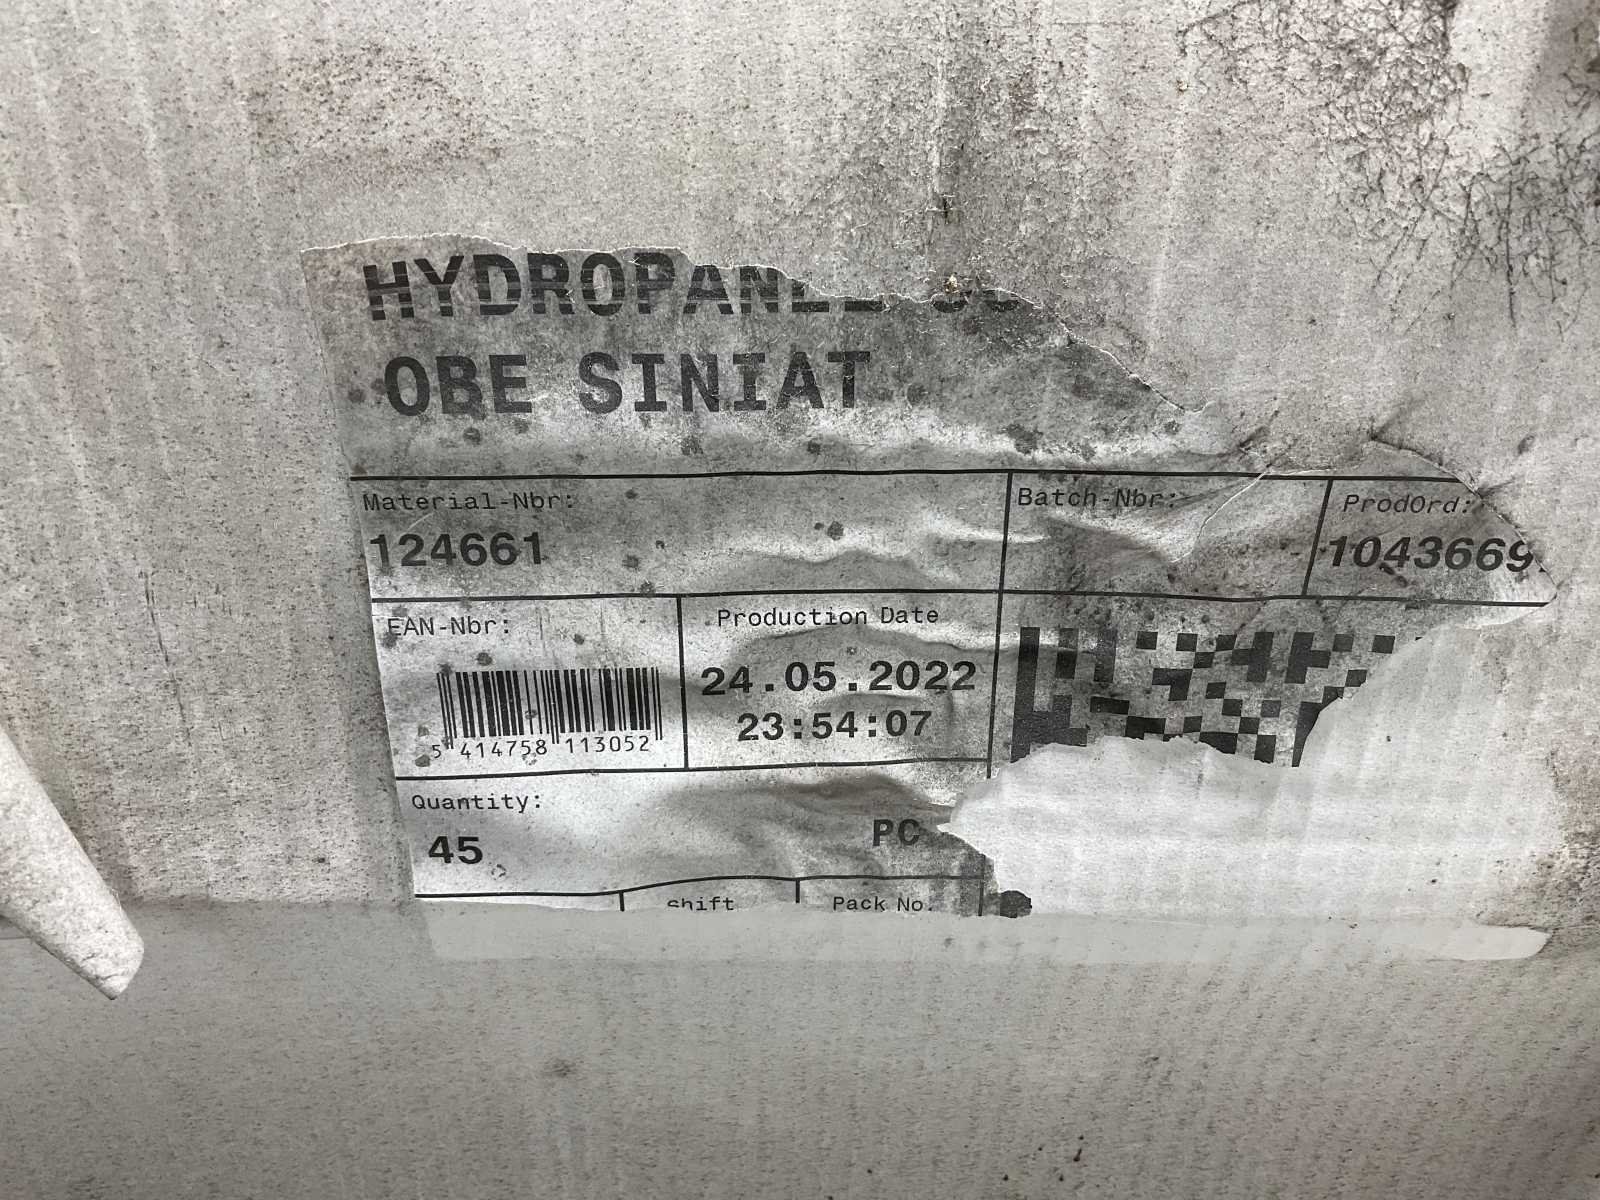 HYDROPANEL
OBE SINIAT
Material-Nbr: Batch-Nbr: ProdOrd:
124661 1043669
EAN-Nbr: Production Date
24.05.2022
23:54:07
5 414758 113052
Quantity:
45 PC
shift Pack No.